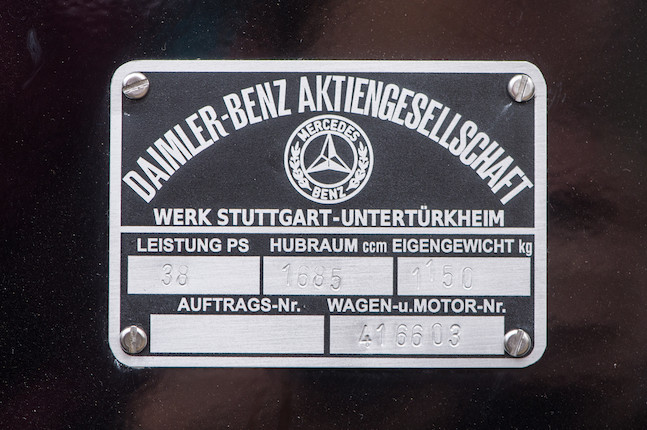 DAIMLER-BENZ AKTIENGESELLSCHAFT
MERCEDES
BENZ
WERK STUTTGART-UNTERTÜRKHEIM
LEISTUNG PS HUBRAUM ccm EIGENGEWICHT kg
38 1685 1150
AUFTRAGS-Nr. WAGEN-u.MOTOR-Nr.
416603